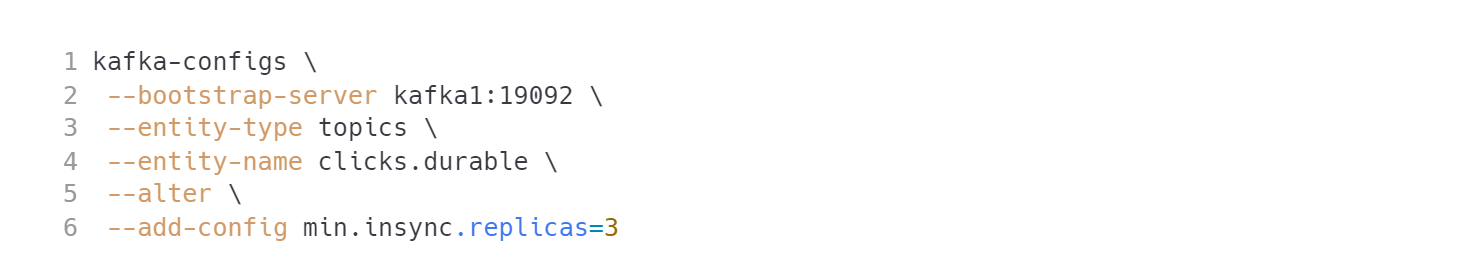 1 kafka-configs \
2  --bootstrap-server kafka1:19092 \
3  --entity-type topics \
4  --entity-name clicks.durable \
5  --alter \
6  --add-config min.insync.replicas=3